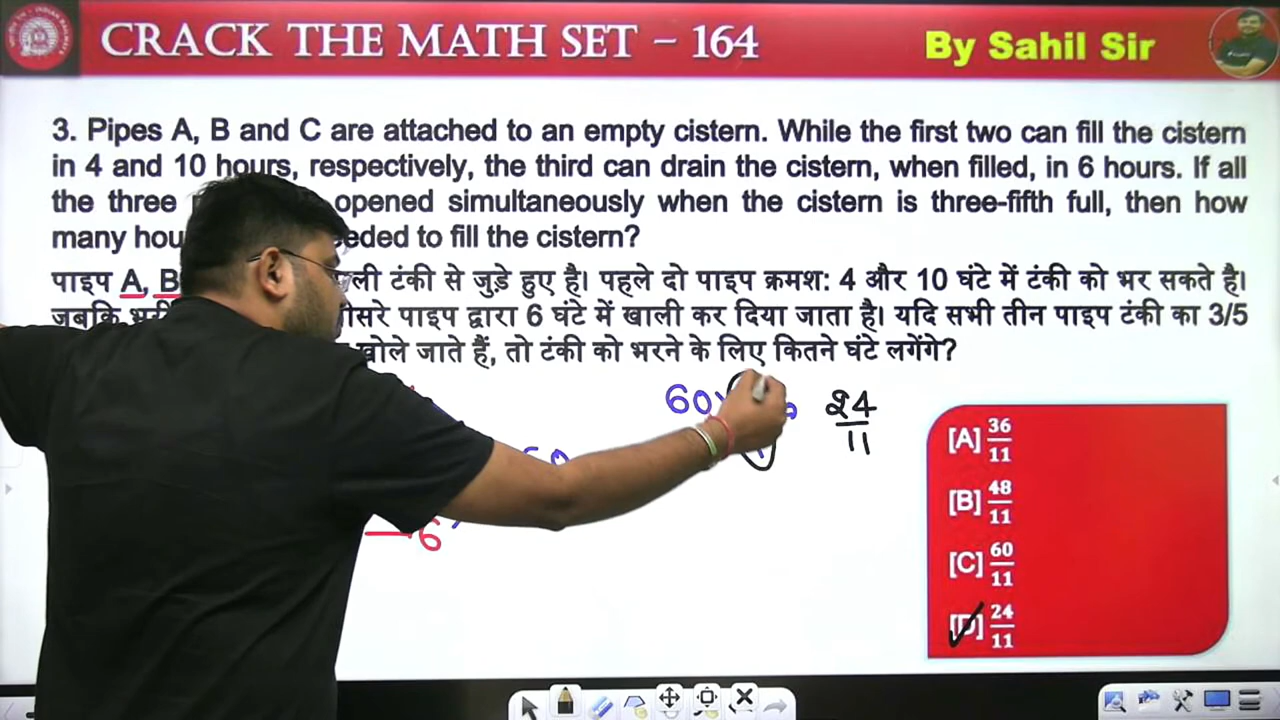 CRACK THE MATH SET – 164
By Sahil Sir
3. Pipes A, B and C are attached to an empty cistern. While the first two can fill the cistern
in 4 and 10 hours, respectively, the third can drain the cistern, when filled, in 6 hours. If all
the three opened simultaneously when the cistern is three-fifth full, then how
many to fill the cistern?
पाइप A, B टंकी से जुड़े हुए है। पहले दो पाइप क्रमश: 4 और 10 घंटे में टंकी को भर सकते है।
जबकि पाइप द्वारा 6 घंटे में खाली कर दिया जाता है। यदि सभी तीन पाइप टंकी का 3/5
खोले जाते हैं, तो टंकी को भरने के लिए कितने घंटे लगेंगे?
60
24
11
6
[A] 36/11
[B] 48/11
[C] 60/11
[D] 24/11